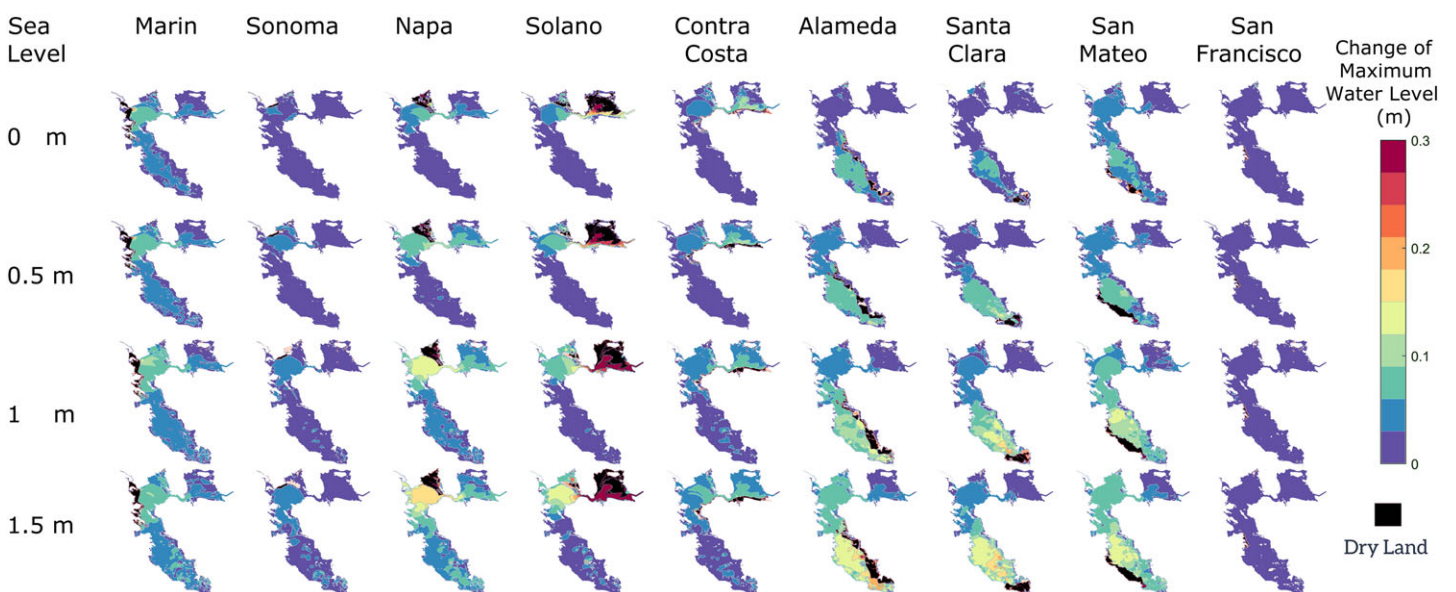 Sea Level
Marin
Sonoma
Napa
Solano
Contra Costa
Alameda
Santa Clara
San Mateo
San Francisco
Change of
Maximum
Water Level
(m)
0 m
0.5 m
1 m
1.5 m
0.3
0.2
0.1
0
Dry Land